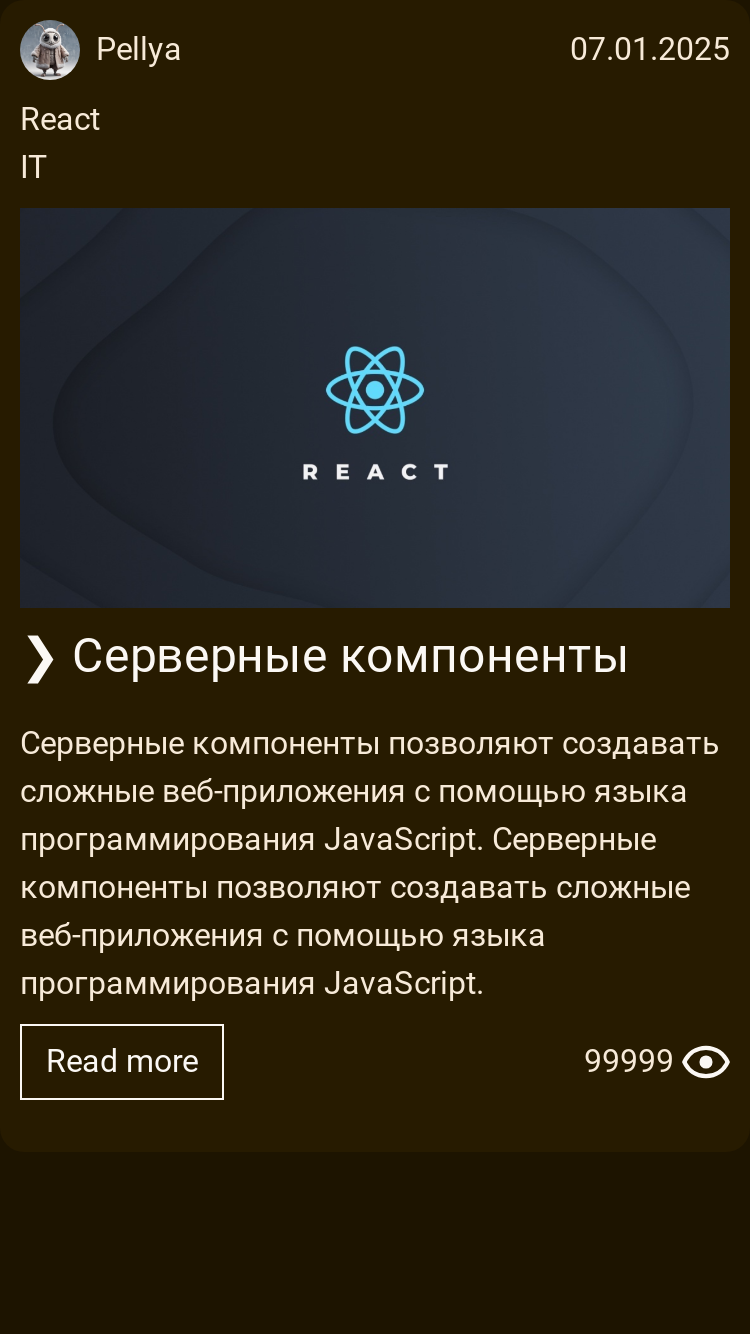 Pellya 07.01.2025
React
IT
REACT
❯ Серверные компоненты
Серверные компоненты позволяют создавать
сложные веб-приложения с помощью языка
программирования JavaScript. Серверные
компоненты позволяют создавать сложные
веб-приложения с помощью языка
программирования JavaScript.
Read more 99999